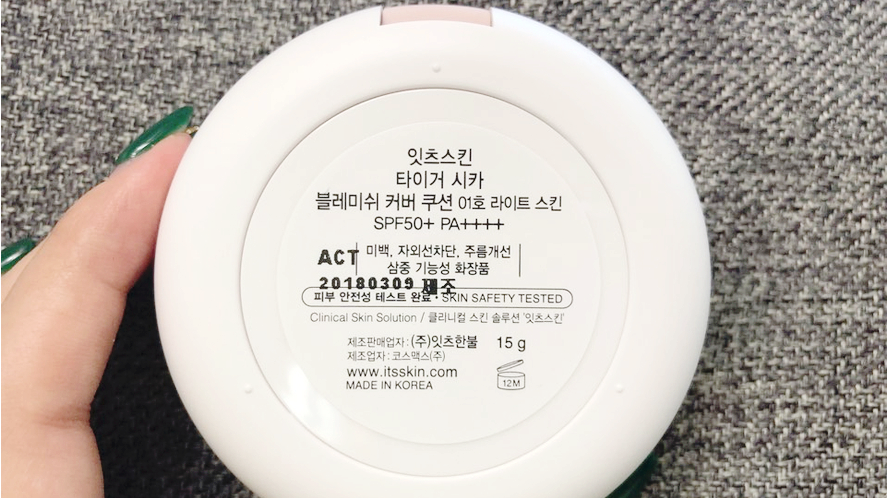 잇츠스킨
타이거 시카
블레미쉬 커버 쿠션 01호 라이트 스킨
SPF50+ PA++++
ACT
미백, 자외선차단, 주름개선
삼중 기능성 화장품
20180309 제조
피부 안전성 테스트 완료 · SKIN SAFETY TESTED
Clinical Skin Solution / 클리니컬 스킨 솔루션 '잇츠스킨'
제조판매업자 : (주)잇츠한불 15 g
제조업자 : 코스맥스(주)
www.itsskin.com
MADE IN KOREA
12M